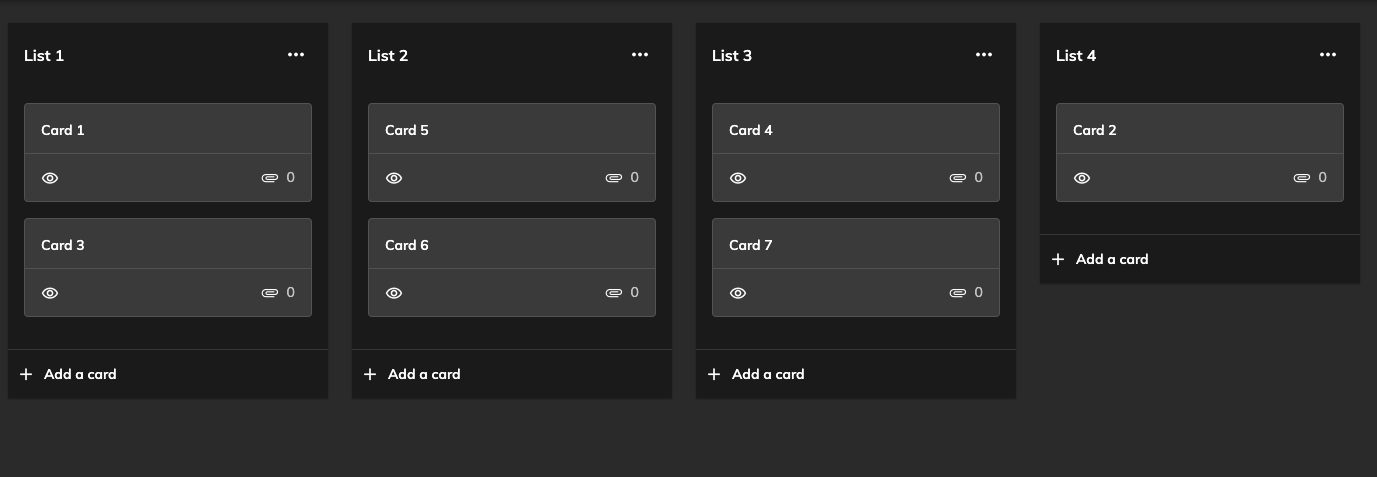 List 1
Card 1
0
Card 3
0
Add a card
List 2
Card 5
0
Card 6
0
Add a card
List 3
Card 4
0
Card 7
0
Add a card
List 4
Card 2
0
Add a card